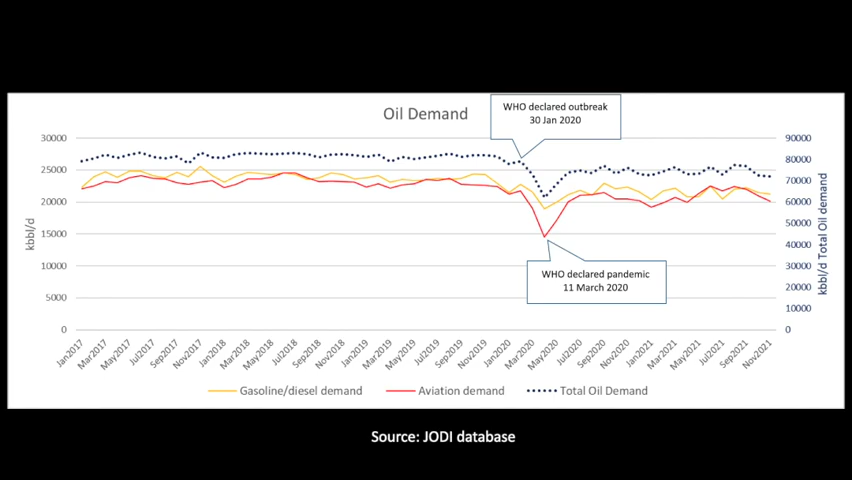 WHO declared outbreak
30 Jan 2020
Oil Demand
30000
25000
20000
15000
10000
5000
0
kbbl/d
90000
80000
70000
60000
50000
40000
30000
20000
10000
0
kbbl/d Total Oil demand
WHO declared pandemic
11 March 2020
Jan2017
Mar2017
May2017
Jul2017
Sep2017
Nov2017
Jan2018
Mar2018
May2018
Jul2018
Sep2018
Nov2018
Jan2019
Mar2019
May2019
Jul2019
Sep2019
Nov2019
Jan2020
Mar2020
May2020
Jul2020
Sep2020
Nov2020
Jan2021
Mar2021
May2021
Jul2021
Sep2021
Nov2021
Gasoline/diesel demand
Aviation demand
Total Oil Demand
Source: JODI database